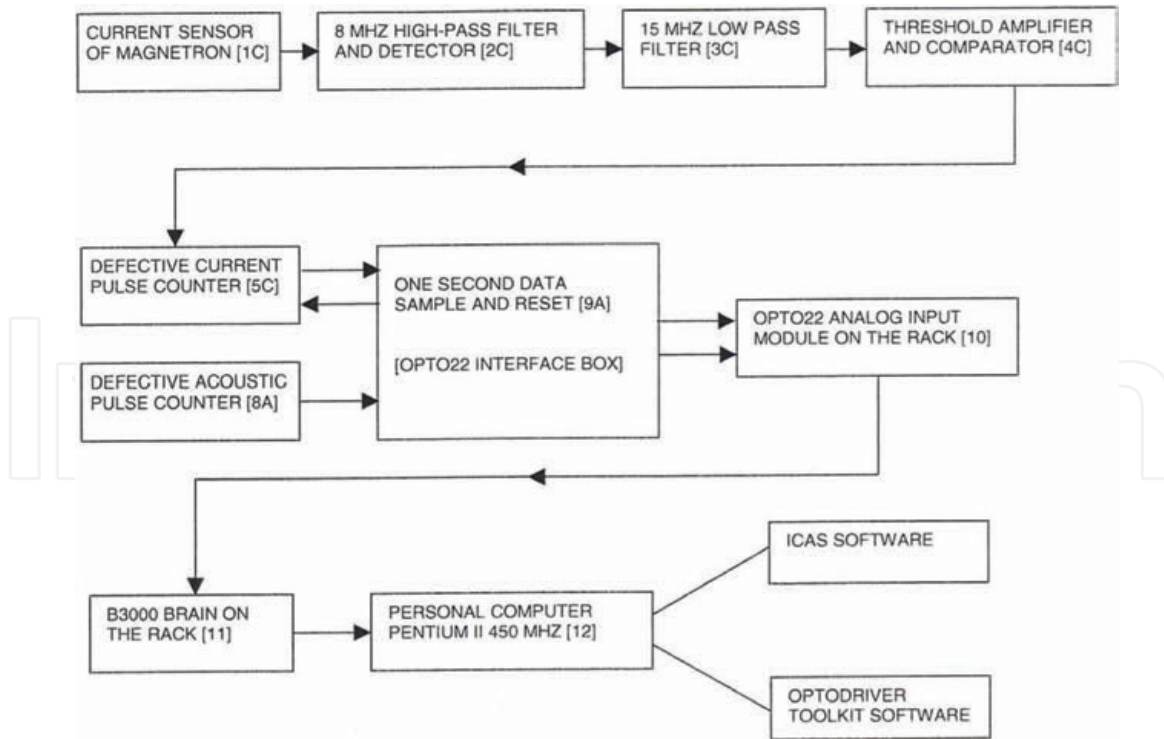 CURRENT SENSOR
OF MAGNETRON [1C]
8 MHZ HIGH-PASS FILTER
AND DETECTOR [2C]
15 MHZ LOW PASS
FILTER [3C]
THRESHOLD AMPLIFIER
AND COMPARATOR [4C]
DEFECTIVE CURRENT
PULSE COUNTER [5C]
ONE SECOND DATA
SAMPLE AND RESET [9A]
[OPTO22 INTERFACE BOX]
OPTO22 ANALOG INPUT
MODULE ON THE RACK [10]
DEFECTIVE ACOUSTIC
PULSE COUNTER [8A]
B3000 BRAIN ON
THE RACK [11]
PERSONAL COMPUTER
PENTIUM II 450 MHZ [12]
ICAS SOFTWARE
OPTODRIVER
TOOLKIT SOFTWARE